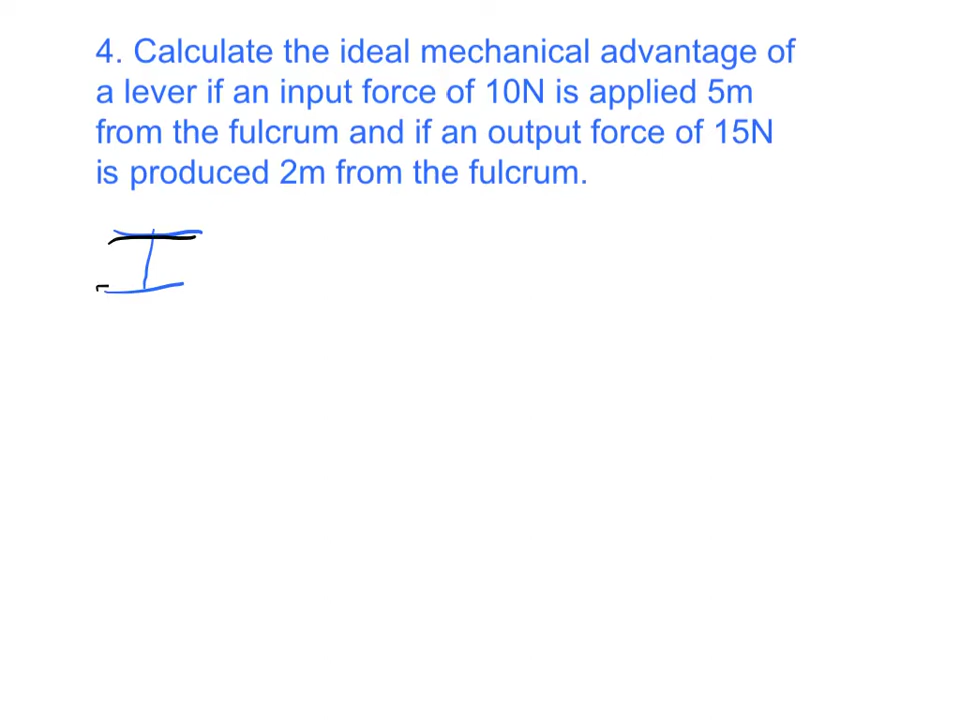 4. Calculate the ideal mechanical advantage of
a lever if an input force of 10N is applied 5m
from the fulcrum and if an output force of 15N
is produced 2m from the fulcrum.
I